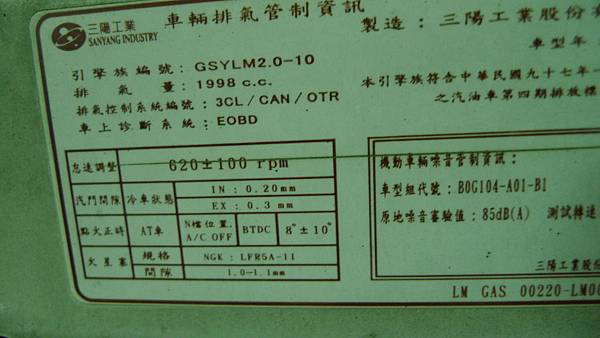 三陽工業
SANYANG INDUSTRY
車輛排氣管制資訊
製造：三陽工業股份
車型年
引擎族編號：GSYLM2.0-10
排氣量：1998 c.c.
排氣控制系統編號：3CL/CAN/OTR
車上診斷系統：EOBD
本引擎族符合中華民國九十七年一
之汽油車第四期排放標
怠速調整 620±100 rpm
汽門間隙 冷車狀態 IN：0.20mm
EX：0.3 mm
點火正時 AT車 N檔位置, A/C OFF BTDC 8°±10°
火星塞 規格 NGK：LFR5A-11
間隙 1.0~1.1mm
機動車輛噪音管制資訊：
車型組代號：B0G104-A01-B1
原地噪音審驗值：85dB(A) 測試轉速
三陽工業股份
LM GAS 00220-LM0